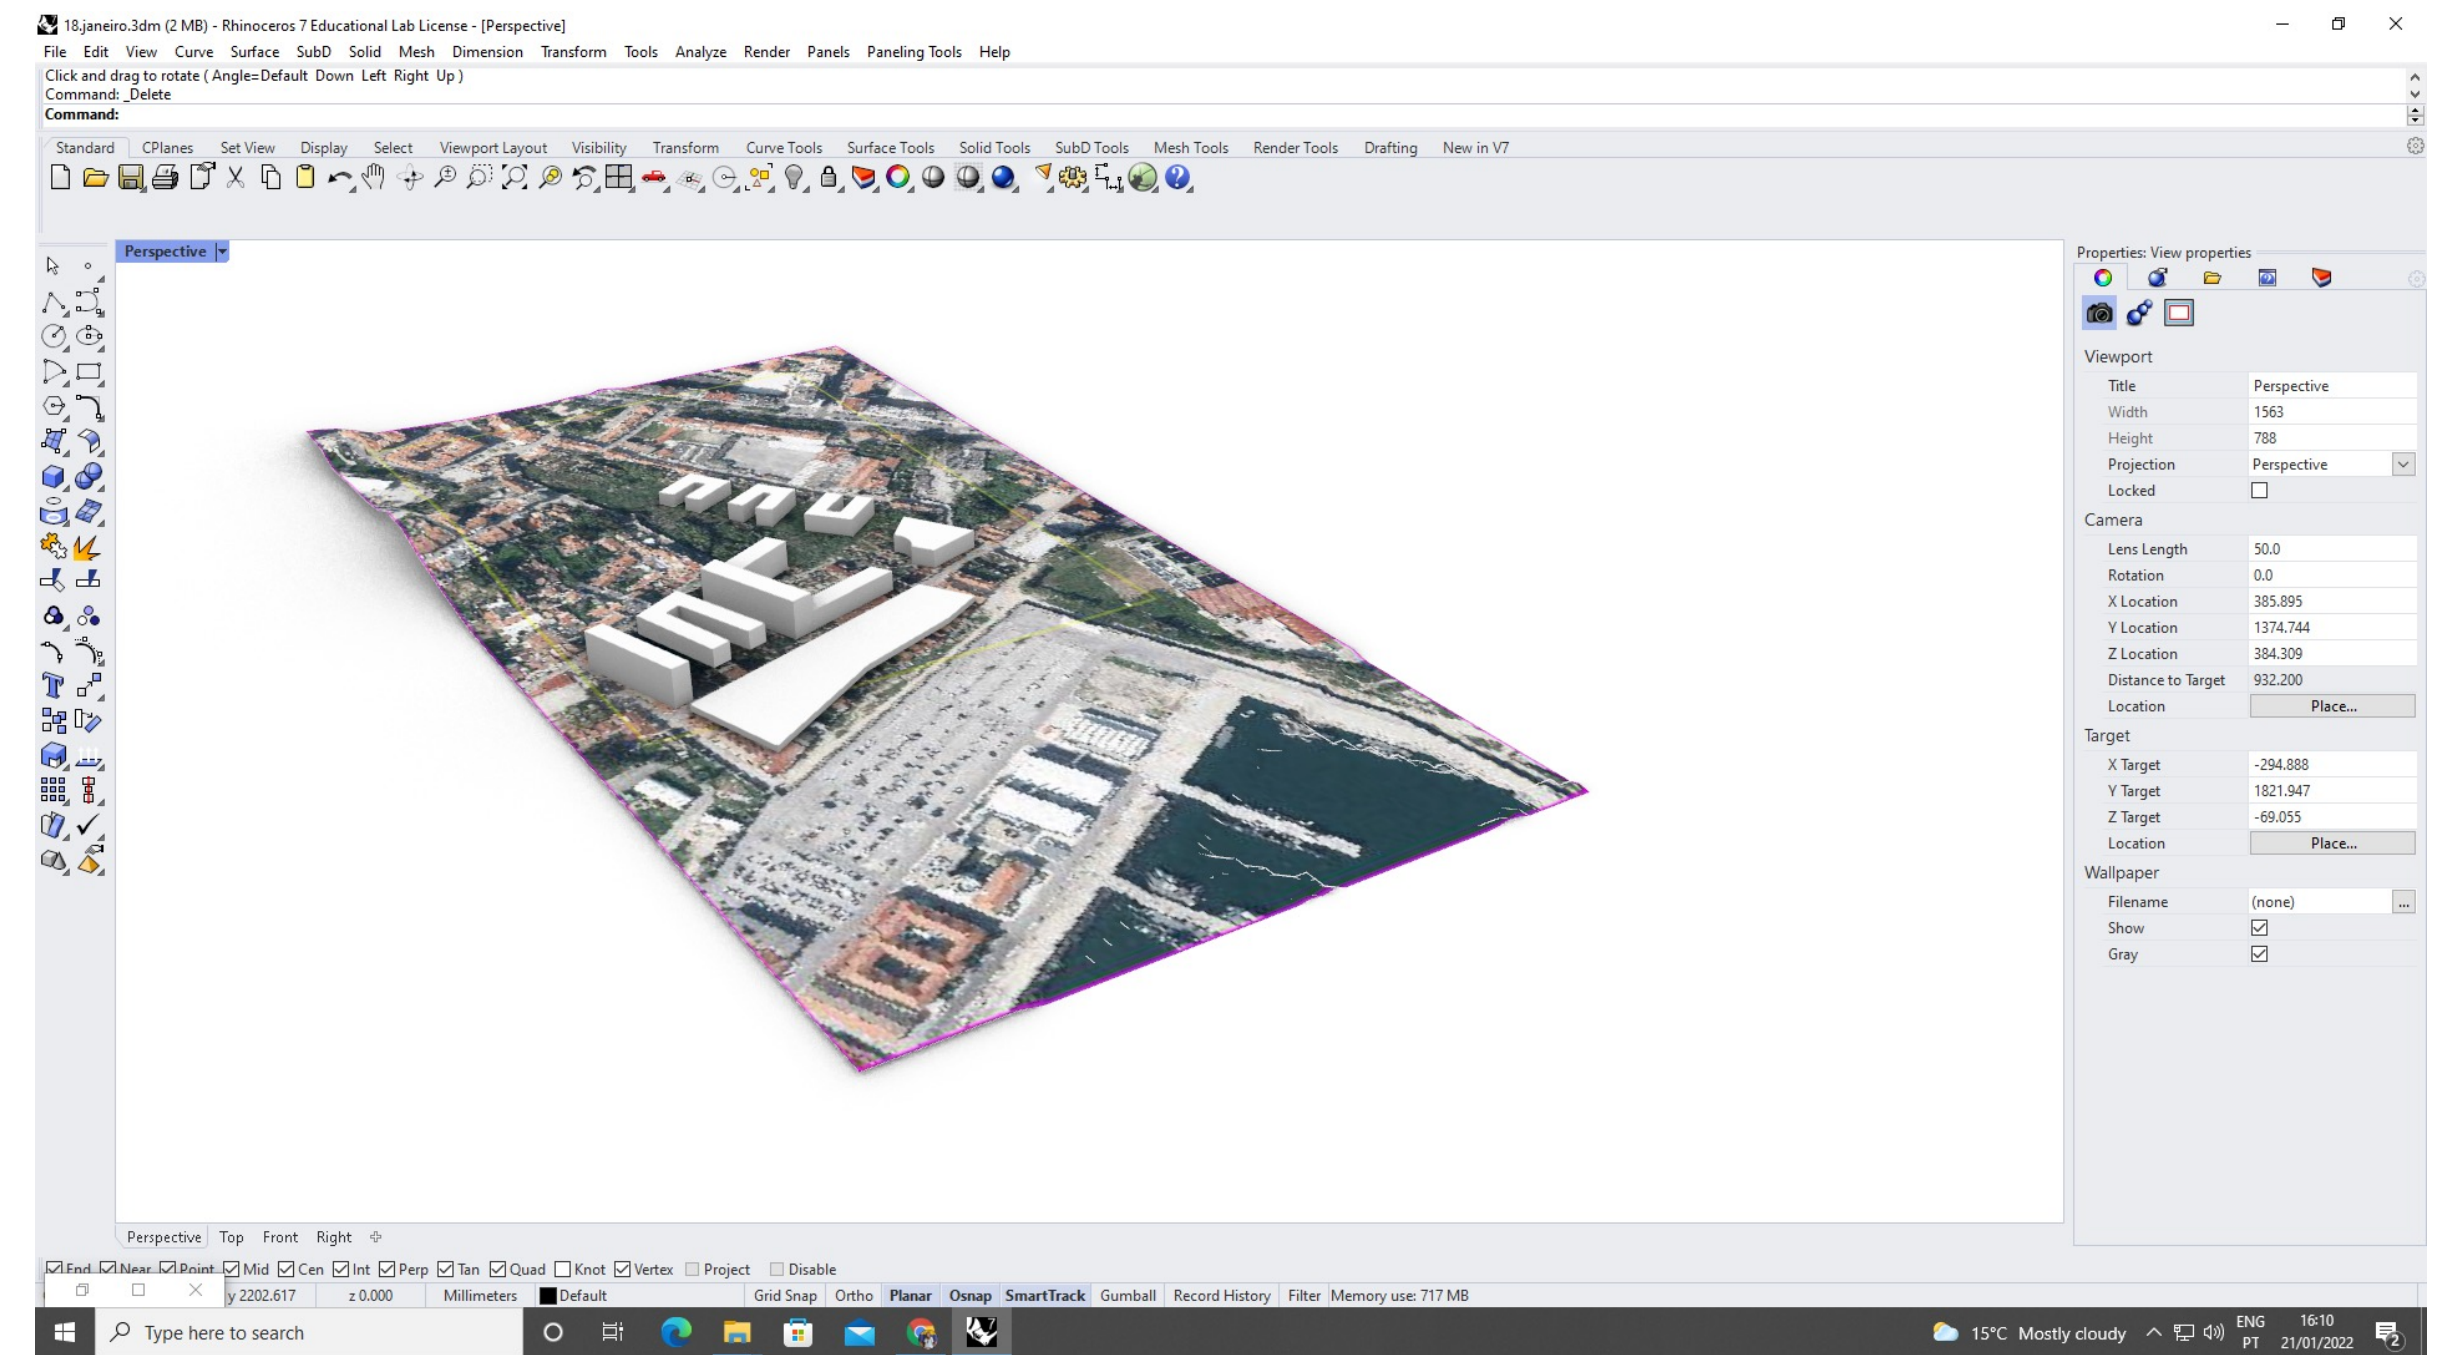 18.janeiro.3dm (2 MB) - Rhinoceros 7 Educational Lab License - [Perspective]
File Edit View Curve Surface SubD Solid Mesh Dimension Transform Tools Analyze Render Panels Paneling Tools Help
Click and drag to rotate ( Angle=Default Down Left Right Up )
Command: _Delete
Command:
Standard CPlanes Set View Display Select Viewport Layout Visibility Transform Curve Tools Surface Tools Solid Tools SubD Tools Mesh Tools Render Tools Drafting New in V7
Perspective
Properties: View properties
Viewport
Title Perspective
Width 1563
Height 788
Projection Perspective
Locked
Camera
Lens Length 50.0
Rotation 0.0
X Location 385.895
Y Location 1374.744
Z Location 384.309
Distance to Target 932.200
Location Place...
Target
X Target -294.888
Y Target 1821.947
Z Target -69.055
Location Place...
Wallpaper
Filename (none) ...
Show
Gray
Perspective Top Front Right
End Near Point Mid Cen Int Perp Tan Quad Knot Vertex Project Disable
y 2202.617 z 0.000 Millimeters Default Grid Snap Ortho Planar Osnap SmartTrack Gumball Record History Filter Memory use: 717 MB
Type here to search
15°C Mostly cloudy
ENG
PT
16:10
21/01/2022
2